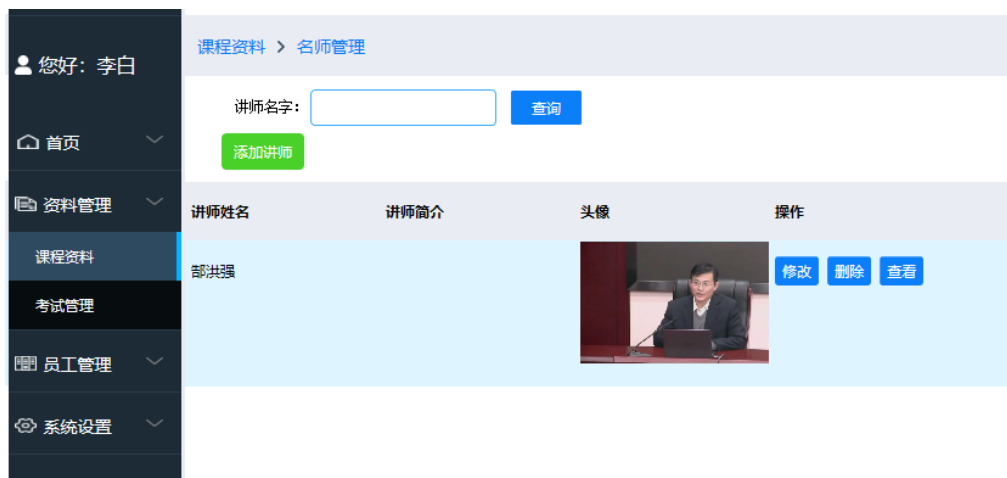 您好：李白
首页
资料管理
课程资料
考试管理
员工管理
系统设置
课程资料 > 名师管理
讲师名字：
查询
添加讲师
讲师姓名 讲师简介 头像 操作
郜洪强 修改 删除 查看